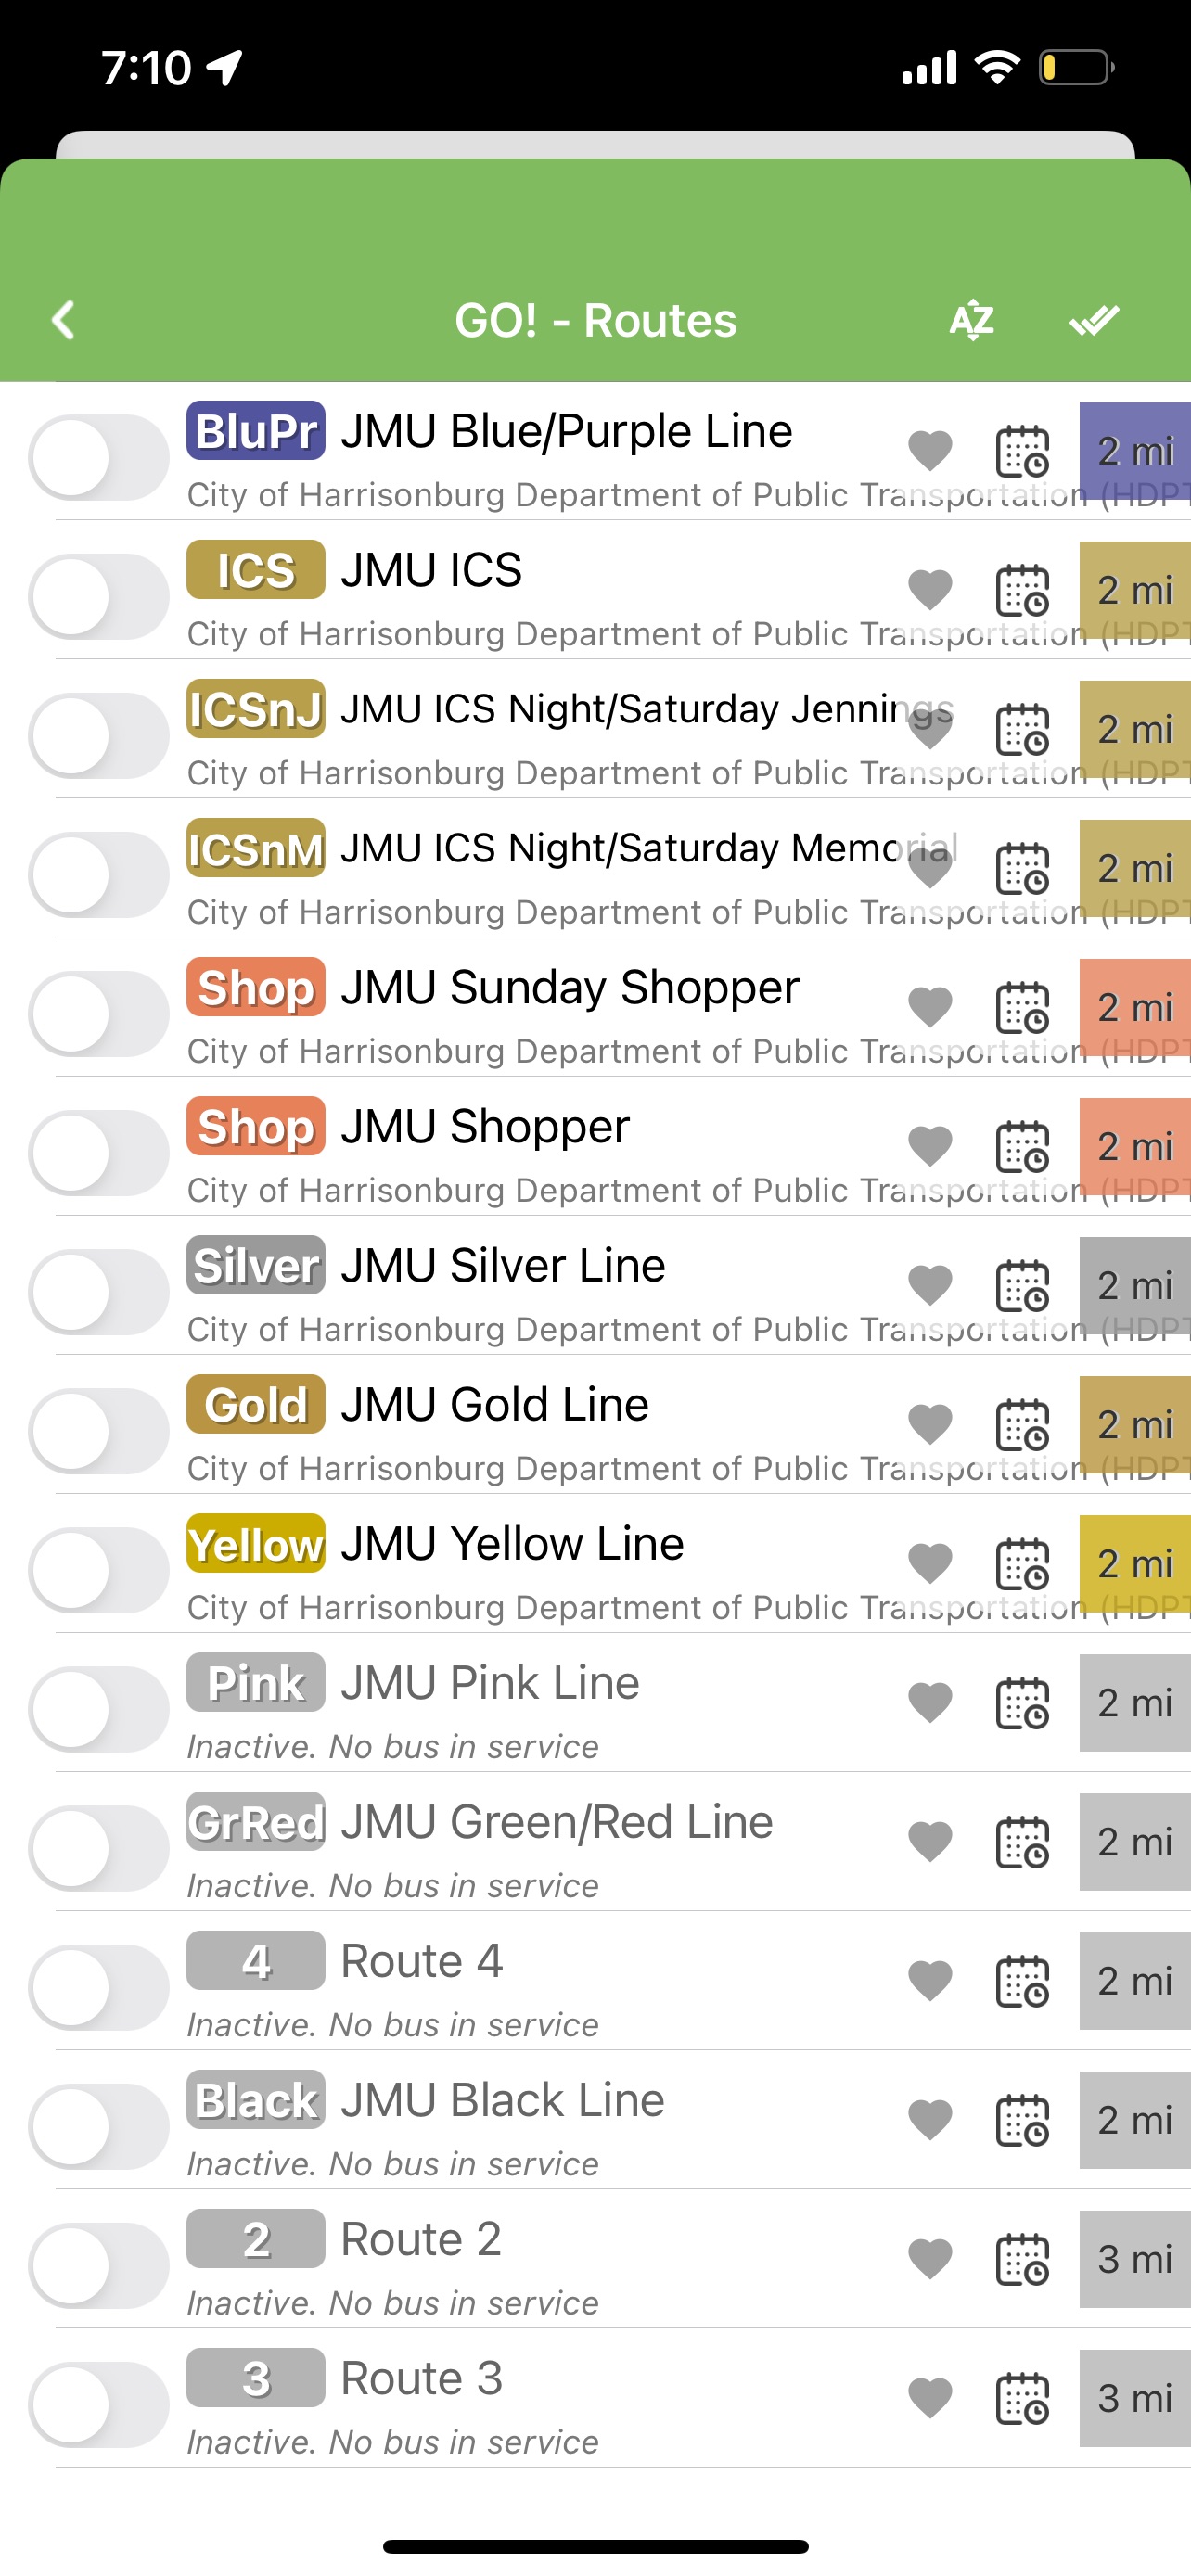 7:10
GO! - Routes AZ
BluPr JMU Blue/Purple Line 2 mi
City of Harrisonburg Department of Public Transportation (HDPT
ICS JMU ICS 2 mi
City of Harrisonburg Department of Public Transportation (HDPT
ICSnJ JMU ICS Night/Saturday Jennings 2 mi
City of Harrisonburg Department of Public Transportation (HDPT
ICSnM JMU ICS Night/Saturday Memorial 2 mi
City of Harrisonburg Department of Public Transportation (HDPT
Shop JMU Sunday Shopper 2 mi
City of Harrisonburg Department of Public Transportation (HDPT
Shop JMU Shopper 2 mi
City of Harrisonburg Department of Public Transportation (HDPT
Silver JMU Silver Line 2 mi
City of Harrisonburg Department of Public Transportation (HDPT
Gold JMU Gold Line 2 mi
City of Harrisonburg Department of Public Transportation (HDPT
Yellow JMU Yellow Line 2 mi
City of Harrisonburg Department of Public Transportation (HDPT
Pink JMU Pink Line 2 mi
Inactive. No bus in service
GrRed JMU Green/Red Line 2 mi
Inactive. No bus in service
4 Route 4 2 mi
Inactive. No bus in service
Black JMU Black Line 2 mi
Inactive. No bus in service
2 Route 2 3 mi
Inactive. No bus in service
3 Route 3 3 mi
Inactive. No bus in service